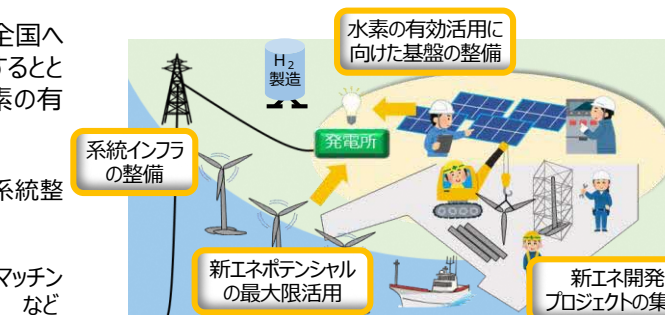 全国へ
するとと
素の有
系統整
マッチン
など
水素の有効活用に
向けた基盤の整備
H₂
製造
発電所
系統インフラ
の整備
新エネポテンシャル
の最大限活用
新エネ開発
プロジェクトの集